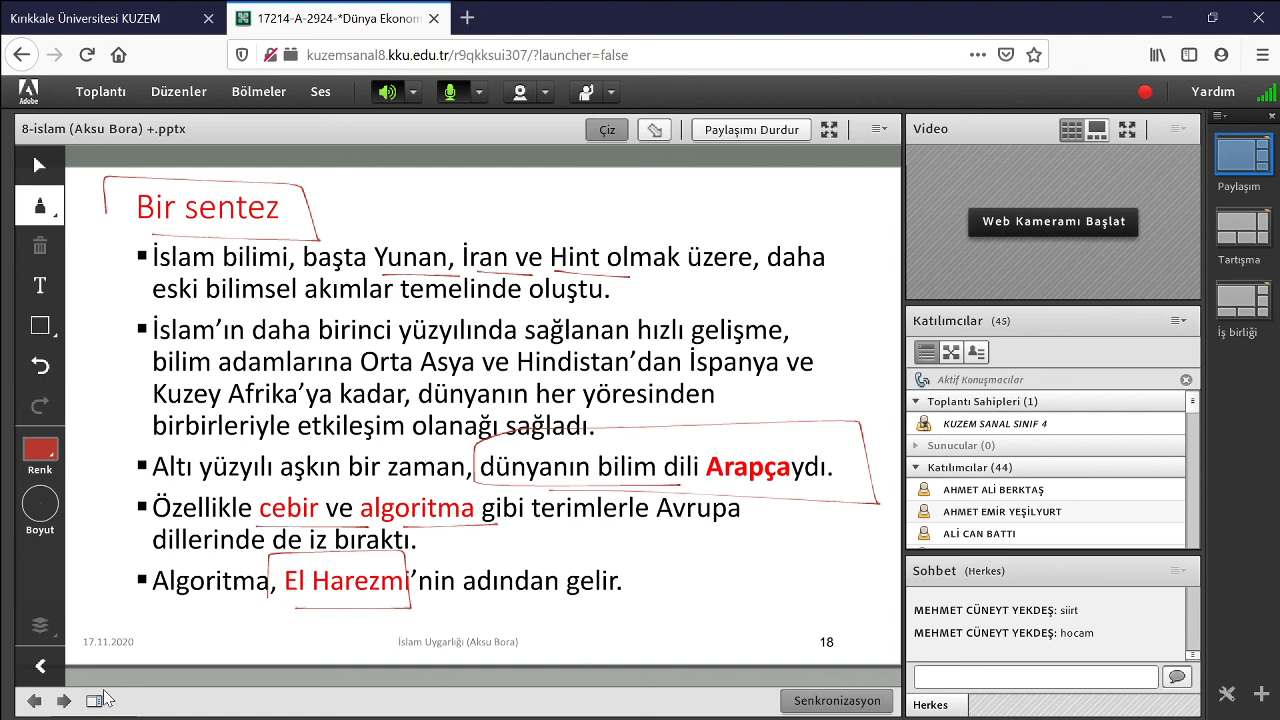 Kırıkkale Üniversitesi KUZEM
17214-A-2924-*Dünya Ekonom
kuzemsanal8.kku.edu.tr/r9qkksui307/?launcher=false
Adobe
Toplantı Düzenler Bölmeler Ses
Yardım
8-islam (Aksu Bora) +.pptx
Çiz
Paylaşımı Durdur
Bir sentez
▪İslam bilimi, başta Yunan, İran ve Hint olmak üzere, daha
eski bilimsel akımlar temelinde oluştu.
▪İslam’ın daha birinci yüzyılında sağlanan hızlı gelişme,
bilim adamlarına Orta Asya ve Hindistan’dan İspanya ve
Kuzey Afrika’ya kadar, dünyanın her yöresinden
birbirleriyle etkileşim olanağı sağladı.
▪Altı yüzyılı aşkın bir zaman, dünyanın bilim dili Arapçaydı.
▪Özellikle cebir ve algoritma gibi terimlerle Avrupa
dillerinde de iz bıraktı.
▪Algoritma, El Harezmi’nin adından gelir.
17.11.2020
İslam Uygarlığı (Aksu Bora)
18
T
Renk
Boyut
Senkronizasyon
Video
Web Kameramı Başlat
Katılımcılar (45)
Aktif Konuşmacılar
Toplantı Sahipleri (1)
KUZEM SANAL SINIF 4
Sunucular (0)
Katılımcılar (44)
AHMET ALİ BERKTAŞ
AHMET EMİR YEŞİLYURT
ALİ CAN BATTI
Sohbet (Herkes)
MEHMET CÜNEYT YEKDEŞ: siirt
MEHMET CÜNEYT YEKDEŞ: hocam
Herkes
Paylaşım
Tartışma
İş birliği